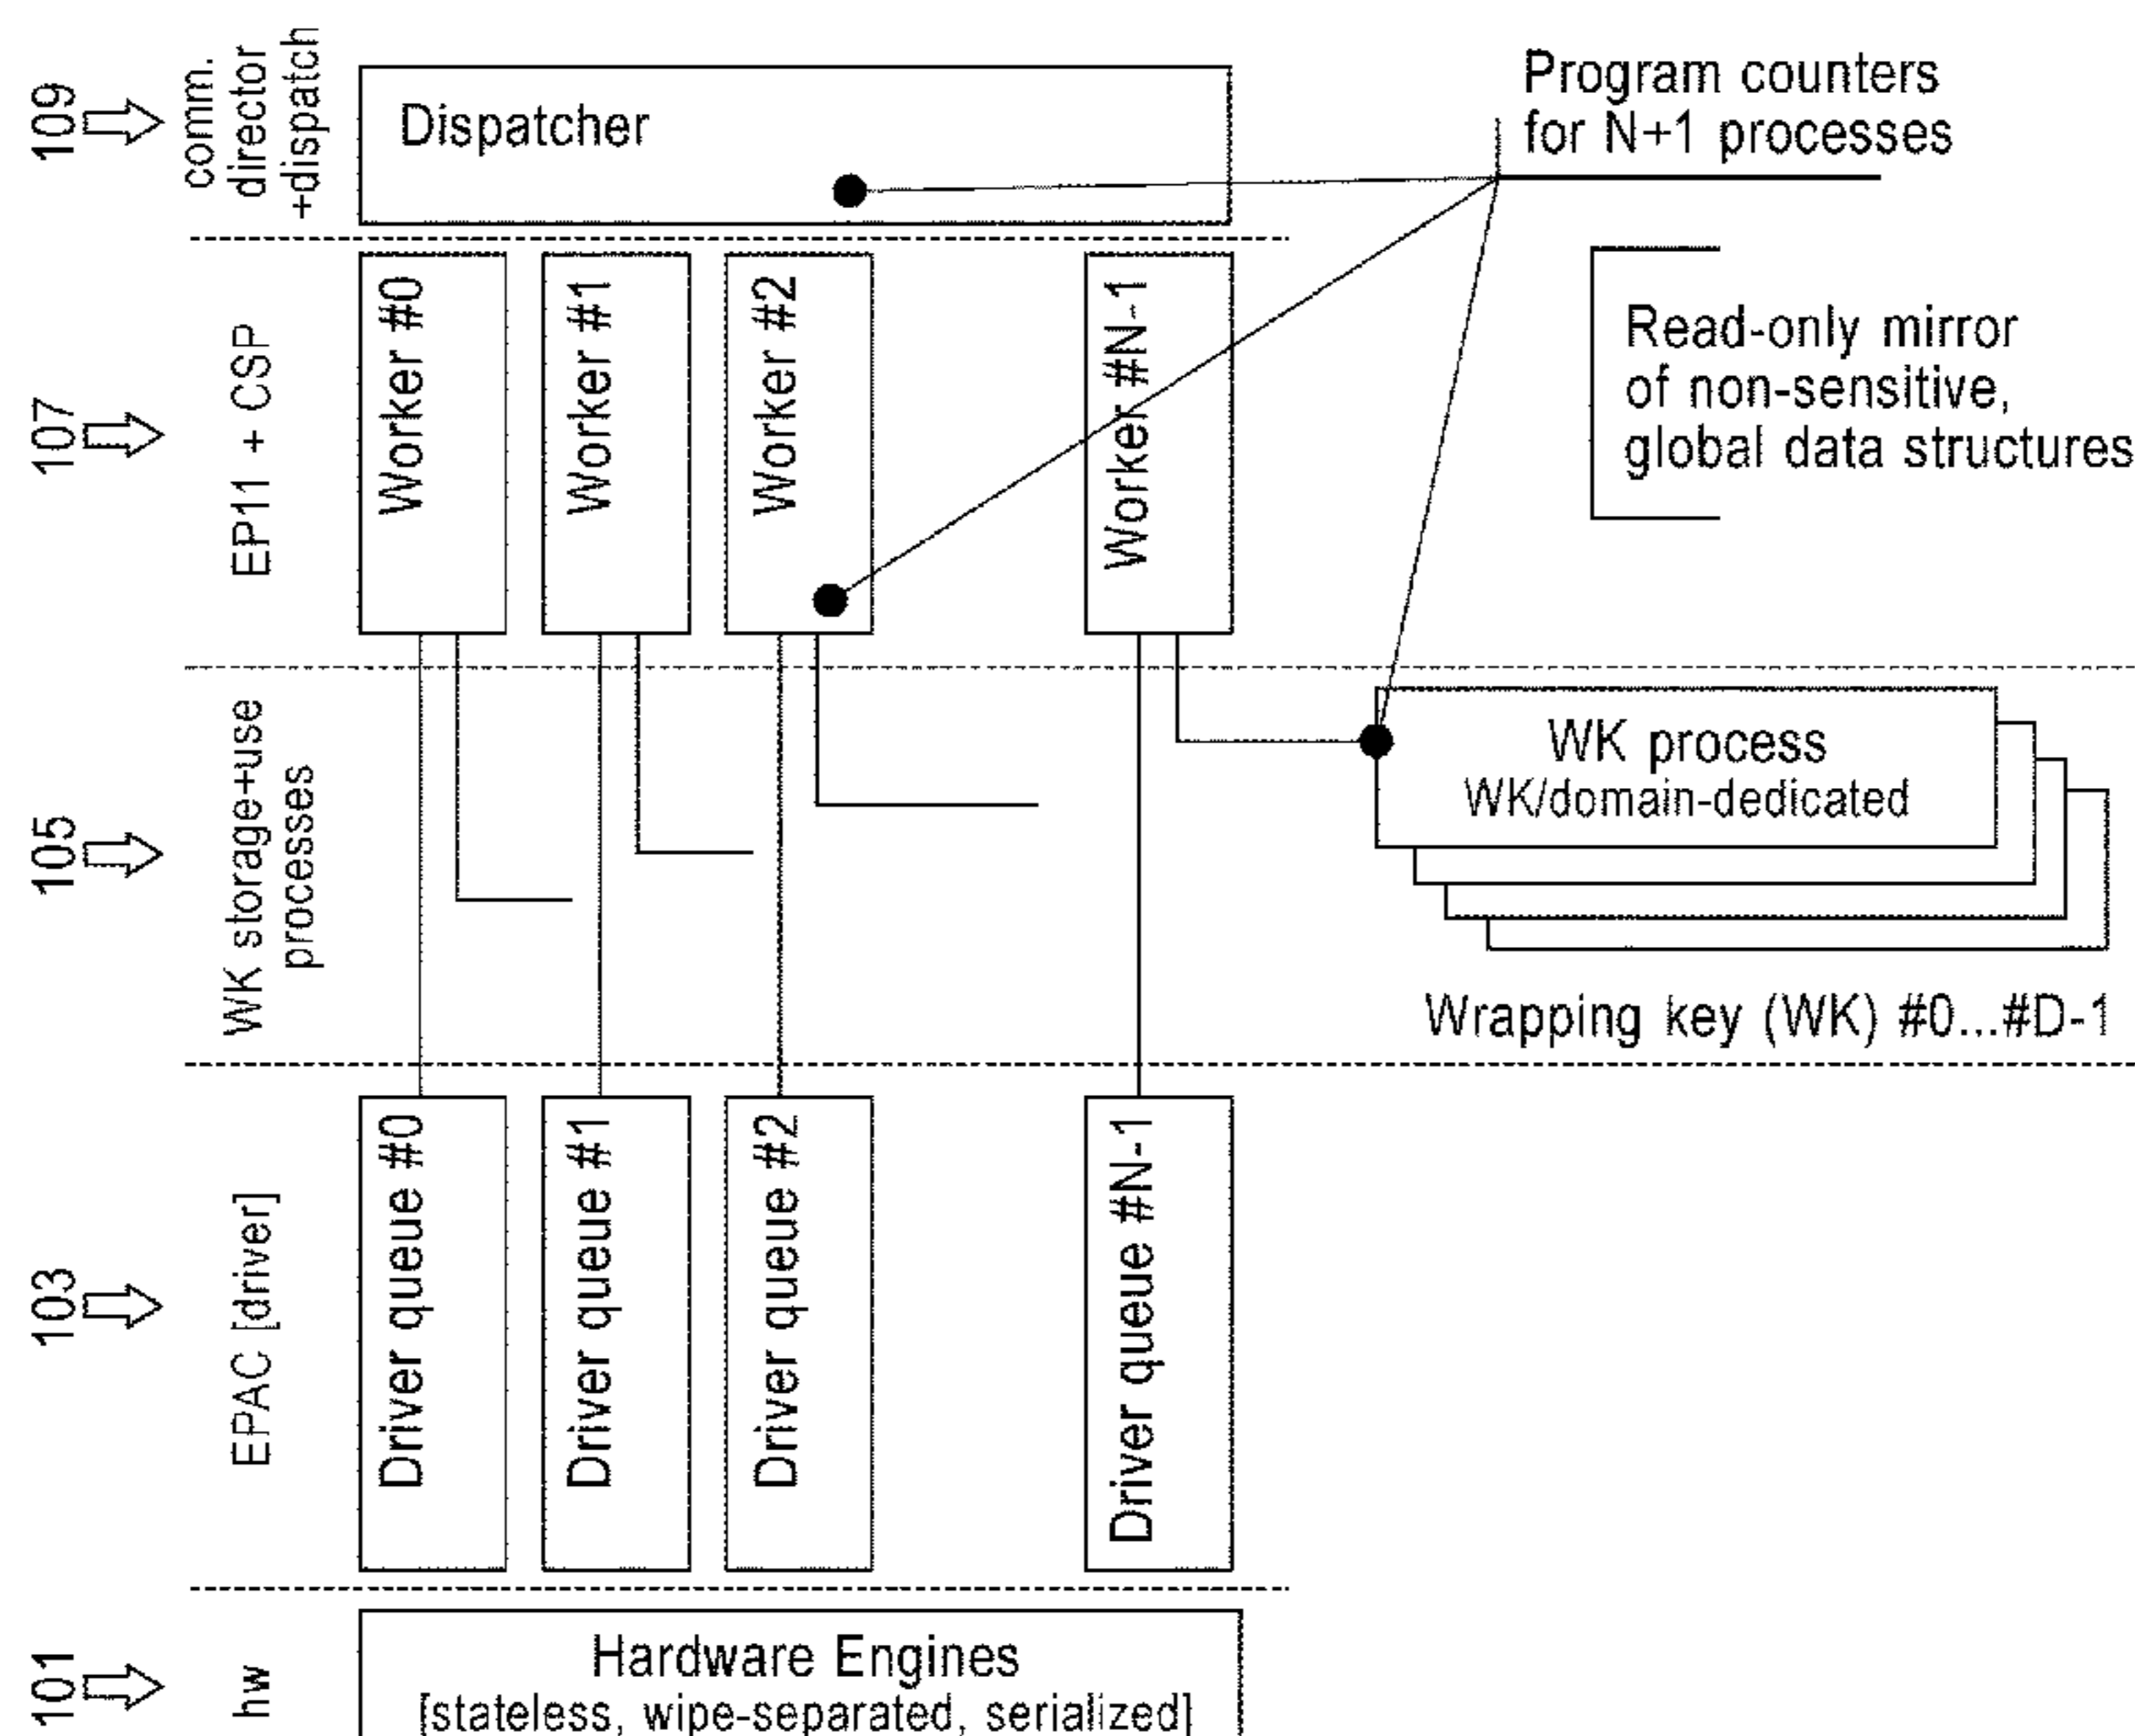 109
comm.
director
+dispatch
Dispatcher
Program counters
for N+1 processes
107
EP11 + CSP
Worker #0
Worker #1
Worker #2
Worker #N-1
Read-only mirror
of non-sensitive,
global data structures
105
WK storage+use
processes
WK process
WK/domain-dedicated
Wrapping key (WK) #0...#D-1
103
EPAC [driver]
Driver queue #0
Driver queue #1
Driver queue #2
Driver queue #N-1
101
hw
Hardware Engines
[stateless, wipe-separated, serialized]